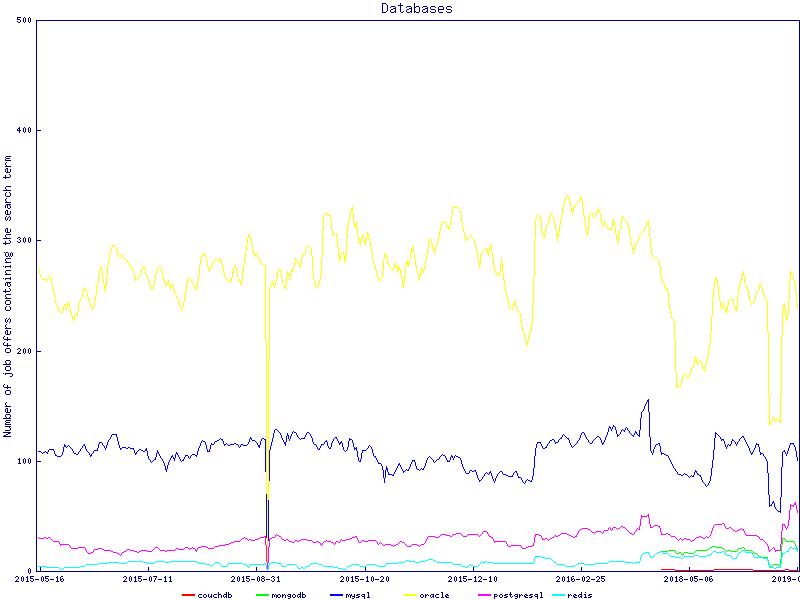 Databases
Number of job offers containing the search term
500
400
300
200
100
0
2015-05-16 2015-07-11 2015-08-31 2015-10-20 2015-12-10 2016-02-25 2018-05-06 2019-0
couchdb mongodb mysql oracle postgresql redis